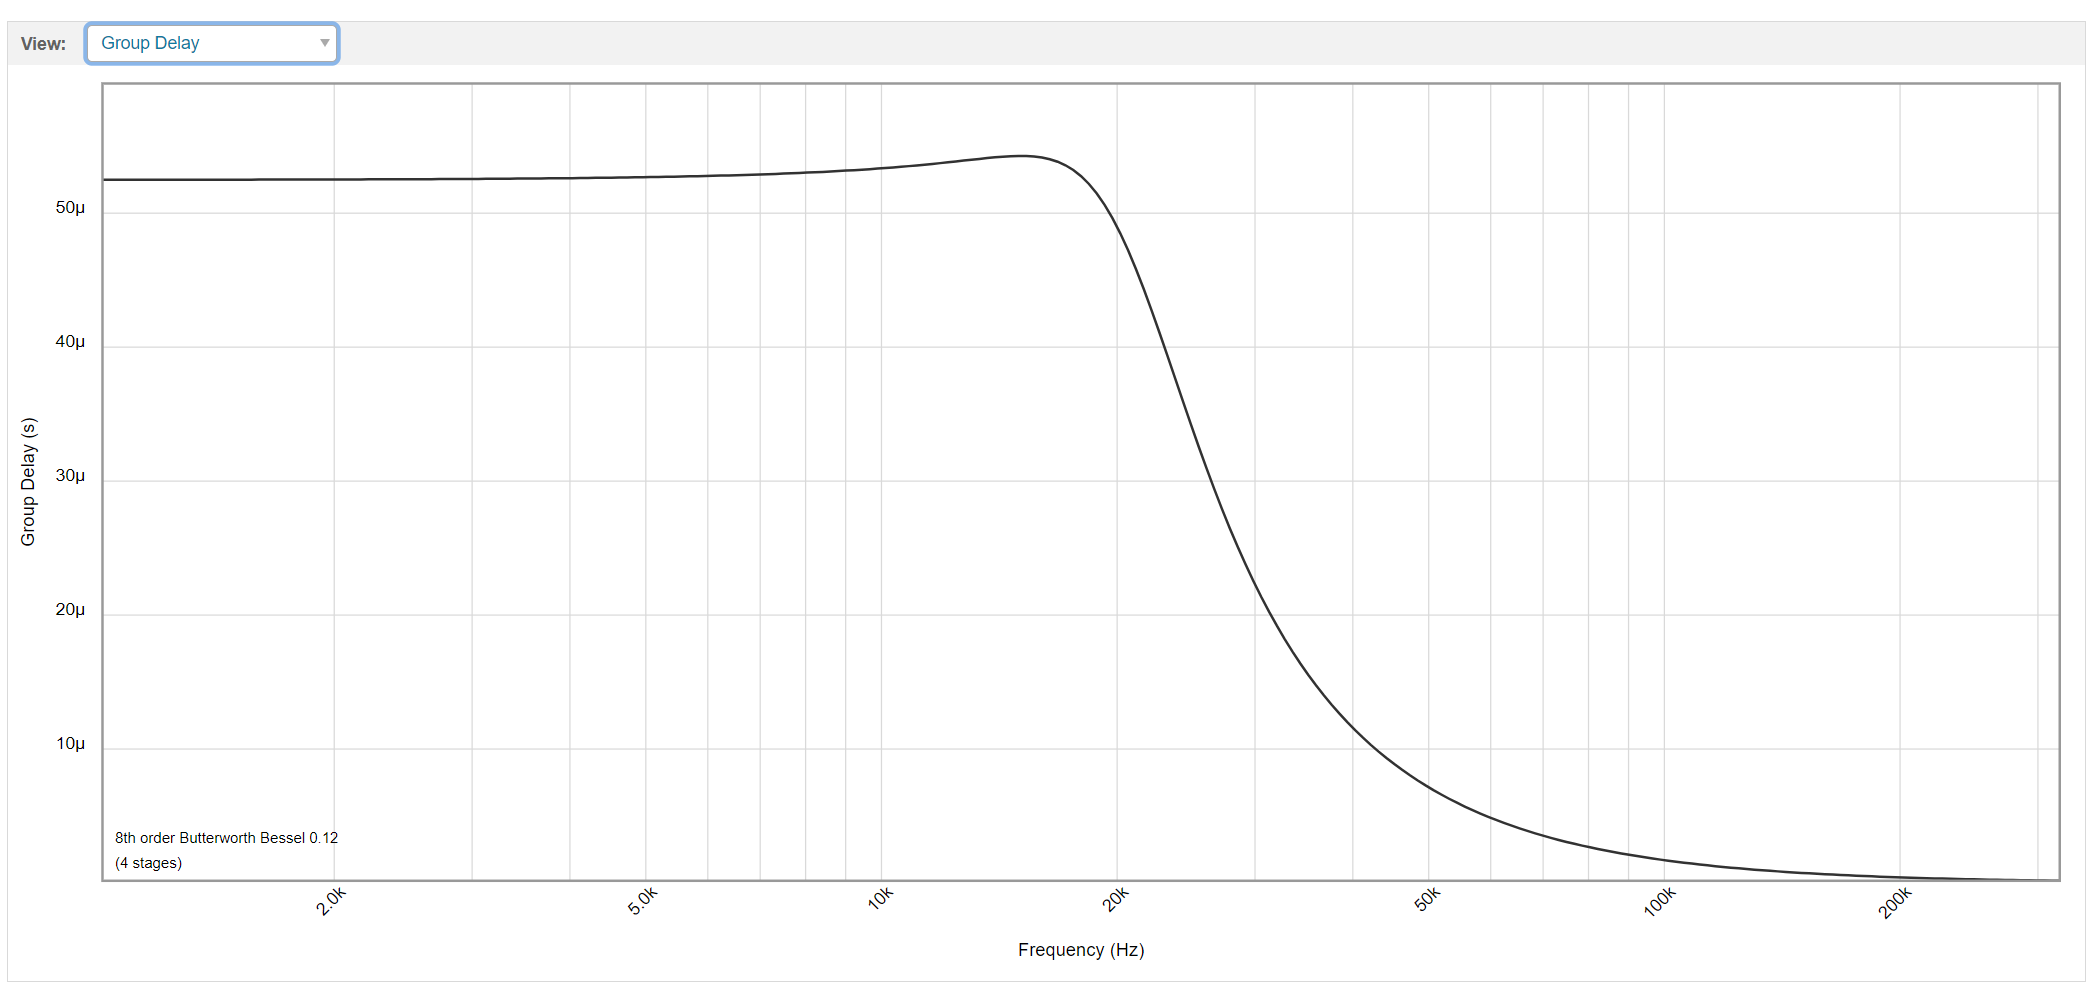 View: Group Delay
50µ
40µ
30µ
20µ
10µ
Group Delay (s)
8th order Butterworth Bessel 0.12
(4 stages)
2.0k 5.0k 10k 20k 50k 100k 200k
Frequency (Hz)